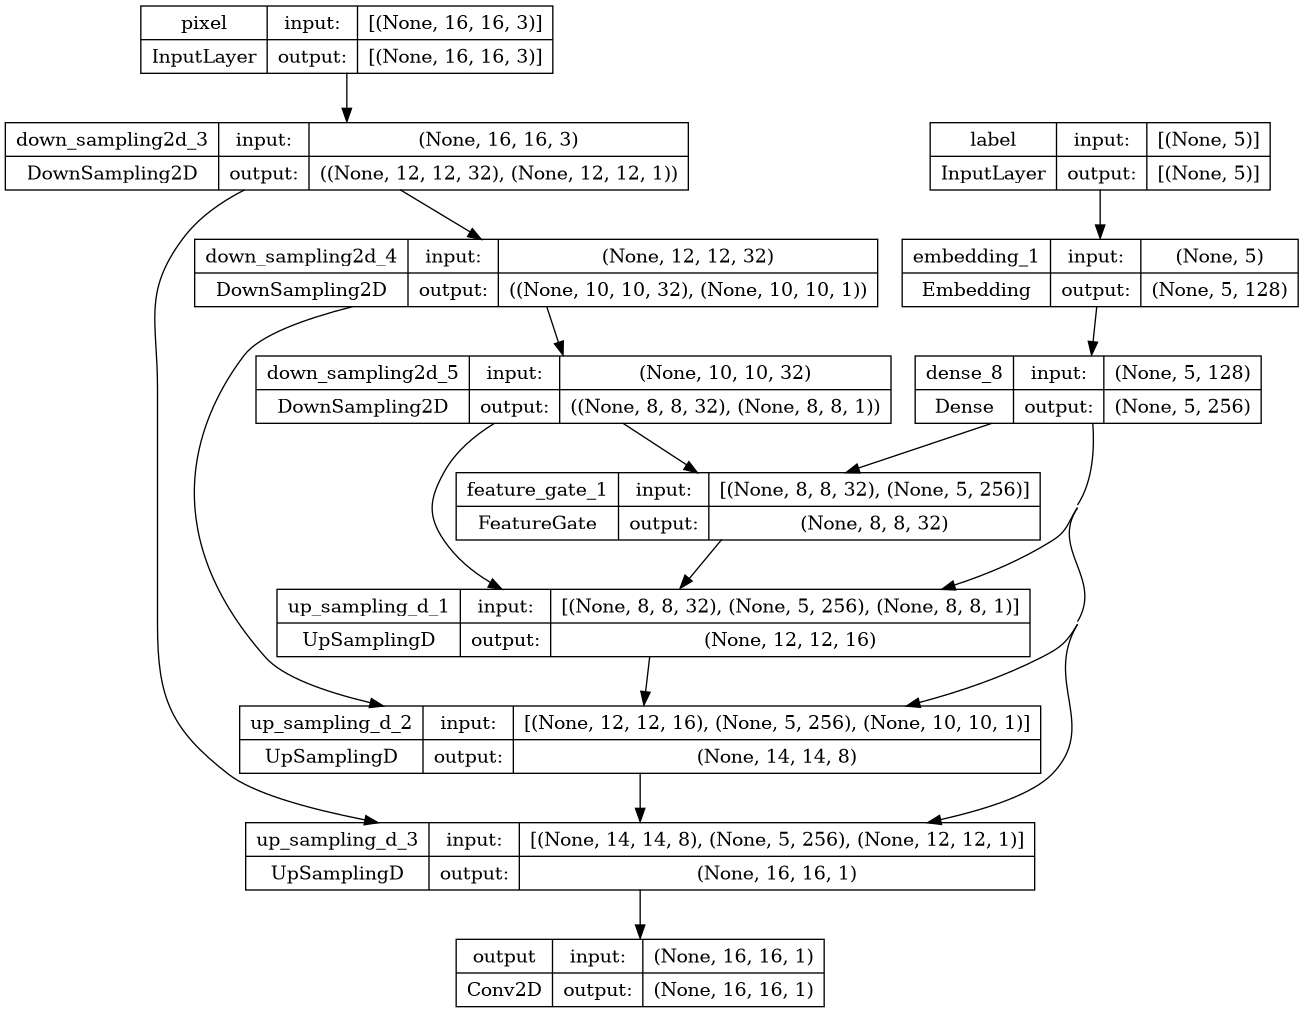 pixel input: [(None, 16, 16, 3)]
InputLayer output: [(None, 16, 16, 3)]
down_sampling2d_3 input: (None, 16, 16, 3)
DownSampling2D output: ((None, 12, 12, 32), (None, 12, 12, 1))
label input: [(None, 5)]
InputLayer output: [(None, 5)]
down_sampling2d_4 input: (None, 12, 12, 32)
DownSampling2D output: ((None, 10, 10, 32), (None, 10, 10, 1))
embedding_1 input: (None, 5)
Embedding output: (None, 5, 128)
down_sampling2d_5 input: (None, 10, 10, 32)
DownSampling2D output: ((None, 8, 8, 32), (None, 8, 8, 1))
dense_8 input: (None, 5, 128)
Dense output: (None, 5, 256)
feature_gate_1 input: [(None, 8, 8, 32), (None, 5, 256)]
FeatureGate output: (None, 8, 8, 32)
up_sampling_d_1 input: [(None, 8, 8, 32), (None, 5, 256), (None, 8, 8, 1)]
UpSamplingD output: (None, 12, 12, 16)
up_sampling_d_2 input: [(None, 12, 12, 16), (None, 5, 256), (None, 10, 10, 1)]
UpSamplingD output: (None, 14, 14, 8)
up_sampling_d_3 input: [(None, 14, 14, 8), (None, 5, 256), (None, 12, 12, 1)]
UpSamplingD output: (None, 16, 16, 1)
output input: (None, 16, 16, 1)
Conv2D output: (None, 16, 16, 1)